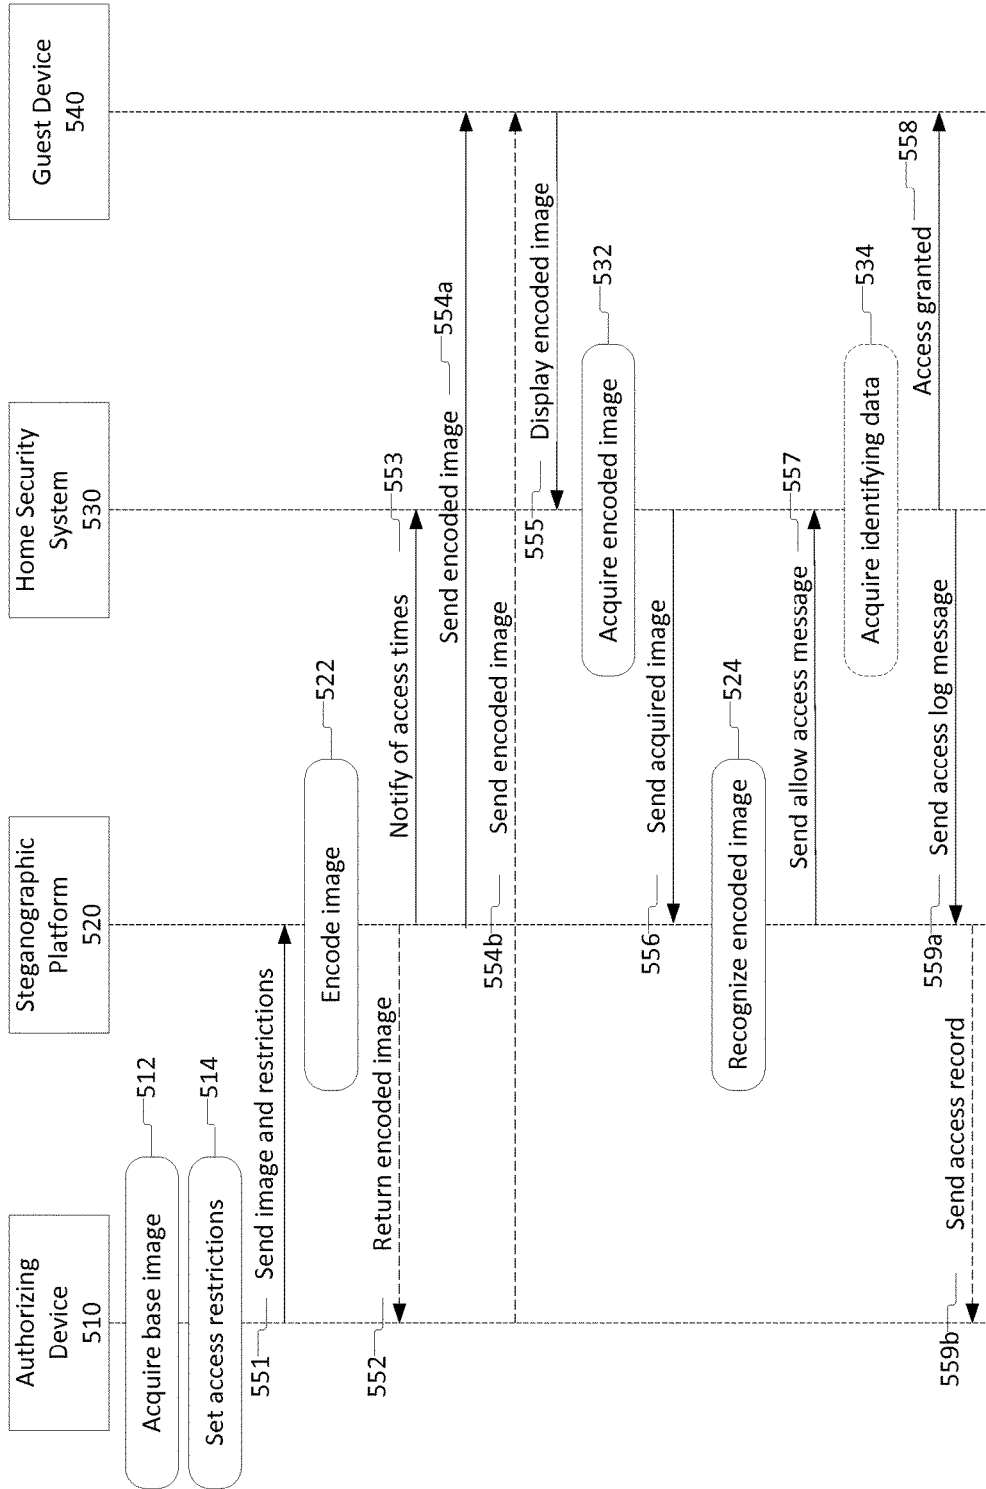 Authorizing
Device
510
Steganographic
Platform
520
Home Security
System
530
Guest Device
540
Acquire base image
512
Set access restrictions
514
551
Send image and restrictions
Encode image
522
552
Return encoded image
Notify of access times
553
Send encoded image
554a
554b
Send encoded image
555
Display encoded image
Acquire encoded image
532
556
Send acquired image
Recognize encoded image
524
Send allow access message
557
Acquire identifying data
534
Access granted
558
559a
Send access log message
559b
Send access record